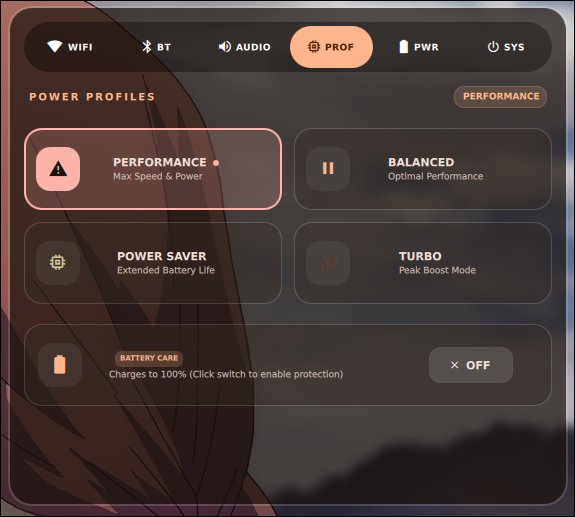 WIFI BT AUDIO PROF PWR SYS
POWER PROFILES PERFORMANCE
PERFORMANCE
Max Speed & Power
BALANCED
Optimal Performance
POWER SAVER
Extended Battery Life
TURBO
Peak Boost Mode
BATTERY CARE
Charges to 100% (Click switch to enable protection)
× OFF